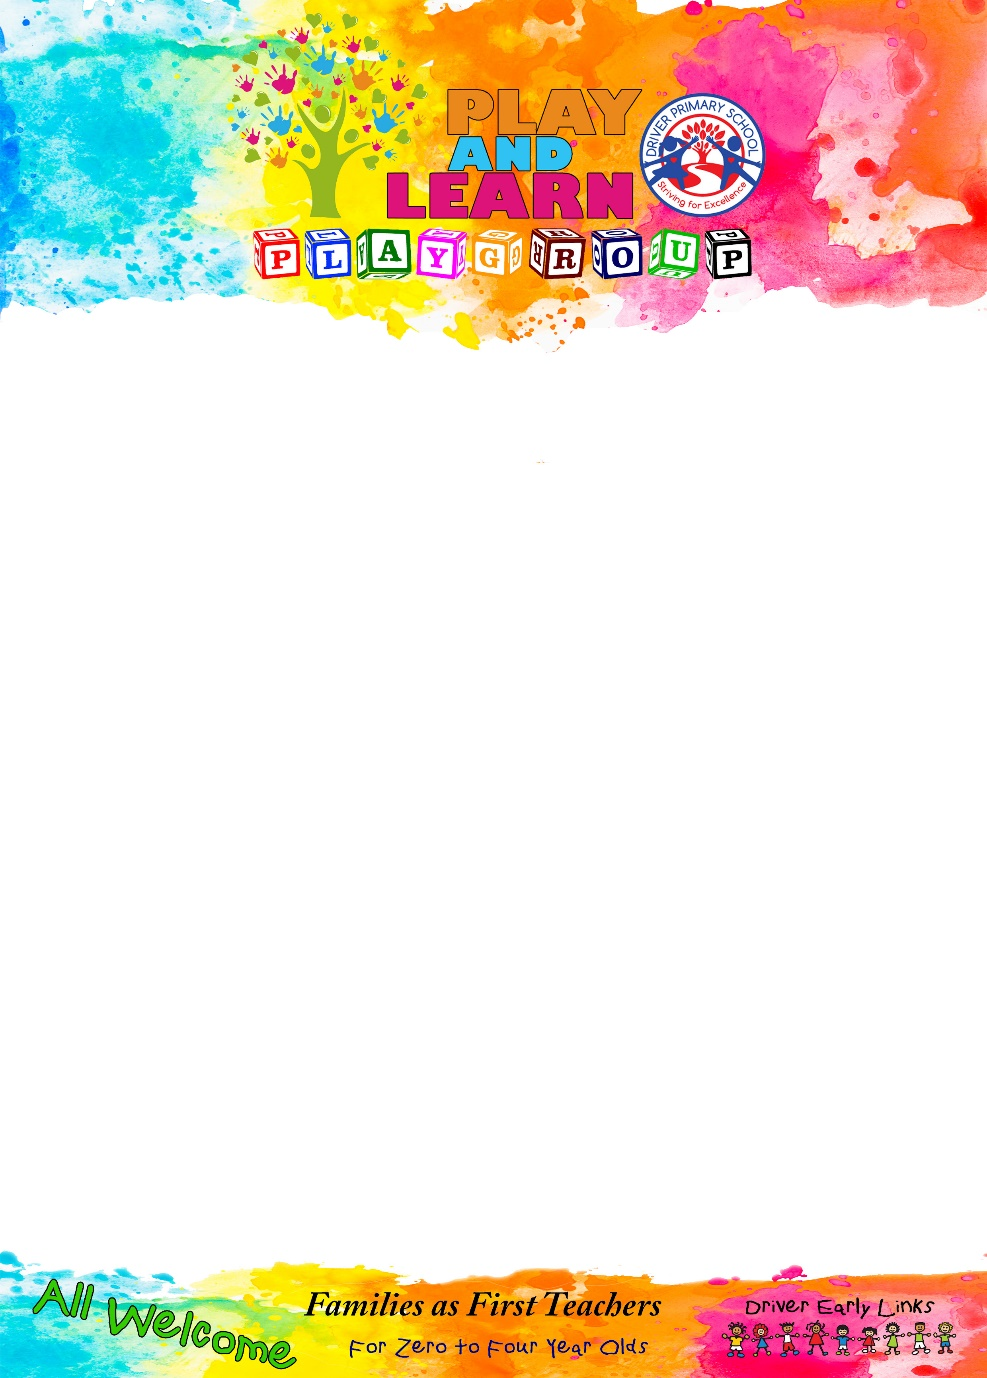 PLAY
AND
LEARN
DRIVER PRIMARY SCHOOL
Striving for Excellence
PLAYGROUP
All Welcome
Families as First Teachers
For Zero to Four Year Olds
Driver Early Links